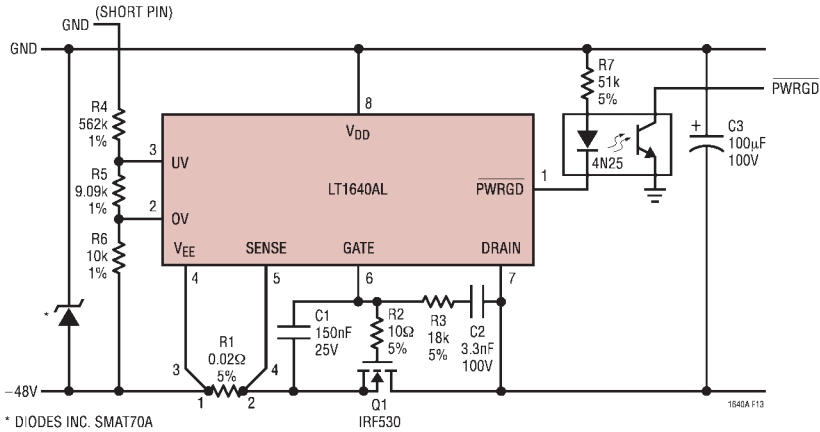 (SHORT PIN)
GND
GND
R4
562k
1%
R5
9.09k
1%
R6
10k
1%
3
UV
2
OV
8
VDD
LT1640AL
1
PWRGD
VEE
SENSE
GATE
DRAIN
4
5
6
7
R7
51k
5%
4N25
PWRGD
+
C3
100µF
100V
*
R1
0.02Ω
5%
3
4
1
2
C1
150nF
25V
R2
10Ω
5%
R3
18k
5%
C2
3.3nF
100V
–48V
Q1
IRF530
1640A F13
* DIODES INC. SMAT70A